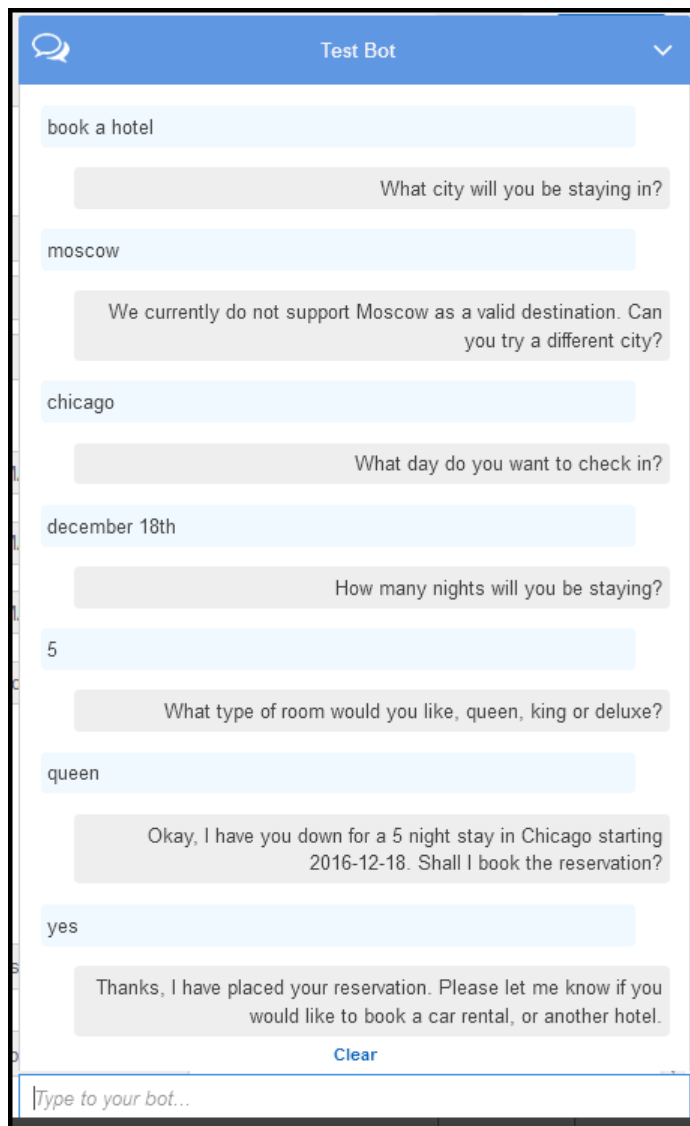 Test Bot
book a hotel
What city will you be staying in?
moscow
We currently do not support Moscow as a valid destination. Can
you try a different city?
chicago
What day do you want to check in?
december 18th
How many nights will you be staying?
5
What type of room would you like, queen, king or deluxe?
queen
Okay, I have you down for a 5 night stay in Chicago starting
2016-12-18. Shall I book the reservation?
yes
Thanks, I have placed your reservation. Please let me know if you
would like to book a car rental, or another hotel.
Clear
Type to your bot...